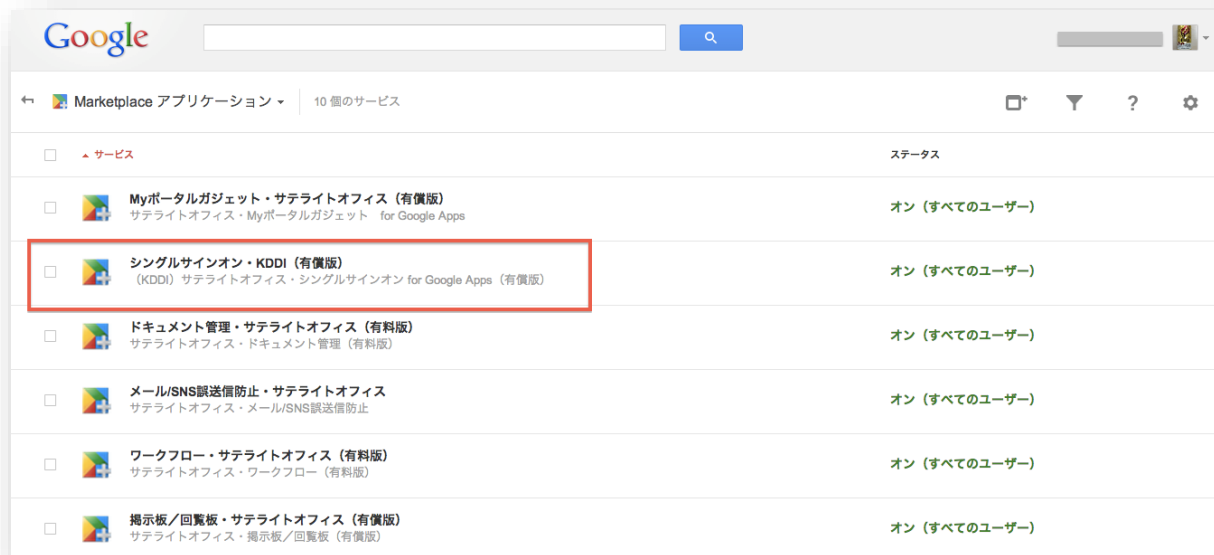 Google
Marketplace アプリケーション 10 個のサービス
サービス ステータス
Myポータルガジェット・サテライトオフィス（有償版）
サテライトオフィス・Myポータルガジェット for Google Apps
オン（すべてのユーザー）
シングルサインオン・KDDI（有償版）
（KDDI）サテライトオフィス・シングルサインオン for Google Apps（有償版）
オン（すべてのユーザー）
ドキュメント管理・サテライトオフィス（有料版）
サテライトオフィス・ドキュメント管理（有料版）
オン（すべてのユーザー）
メール/SNS誤送信防止・サテライトオフィス
サテライトオフィス・メール/SNS誤送信防止
オン（すべてのユーザー）
ワークフロー・サテライトオフィス（有料版）
サテライトオフィス・ワークフロー（有料版）
オン（すべてのユーザー）
掲示板／回覧板・サテライトオフィス（有償版）
サテライトオフィス・掲示板／回覧板（有償版）
オン（すべてのユーザー）